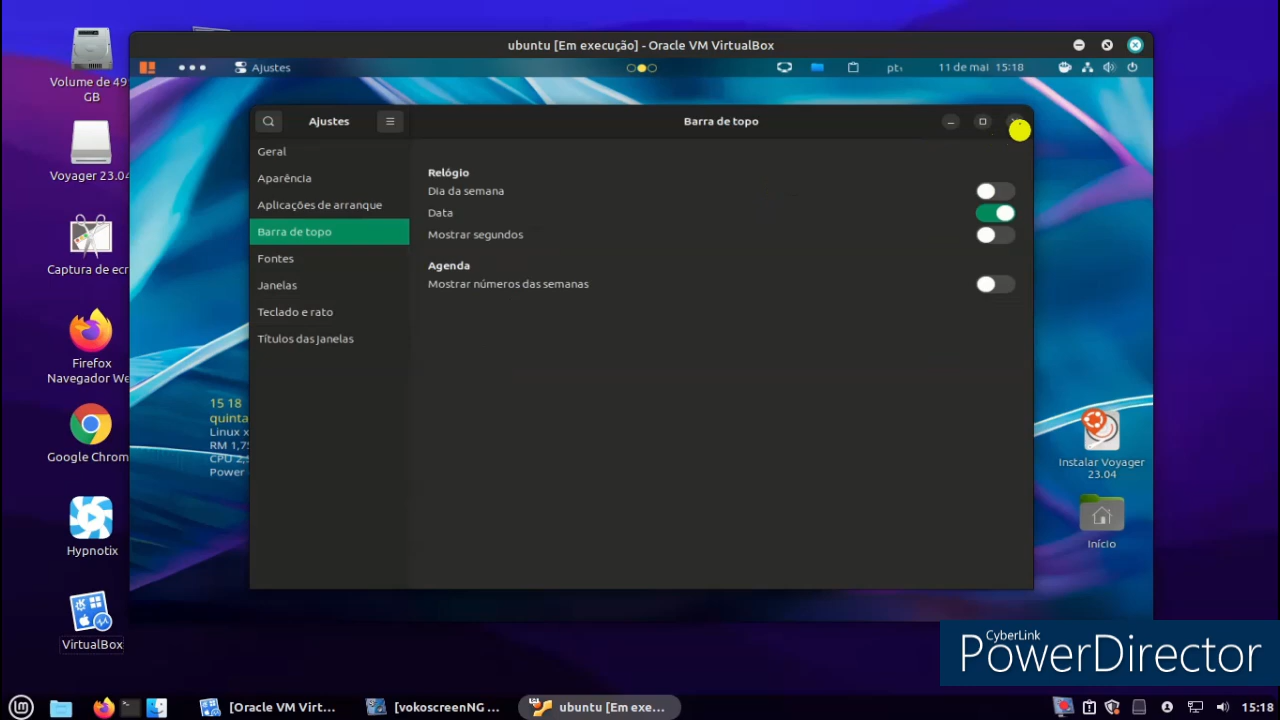 ubuntu [Em execução] - Oracle VM VirtualBox
Ajustes
pt₁
11 de mai 15:18
Ajustes
Barra de topo
Geral
Aparência
Aplicações de arranque
Barra de topo
Fontes
Janelas
Teclado e rato
Títulos das janelas
Relógio
Dia da semana
Data
Mostrar segundos
Agenda
Mostrar números das semanas
15 18
quinta
Linux x
RM 1,7
CPU 2,
Power
Instalar Voyager
23.04
Início
Volume de 49
GB
Voyager 23.04
Captura de ecr
Firefox
Navegador We
Google Chrom
Hypnotix
VirtualBox
CyberLink
PowerDirector
[Oracle VM Virt...
[vokoscreenNG ...
ubuntu [Em exe...
15:18